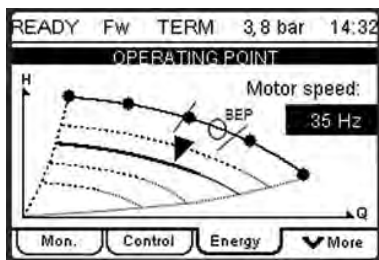 READY Fw TERM 3,8 bar 14:32
OPERATING POINT
H
Motor speed:
BEP
35 Hz
Q
Mon. Control Energy More